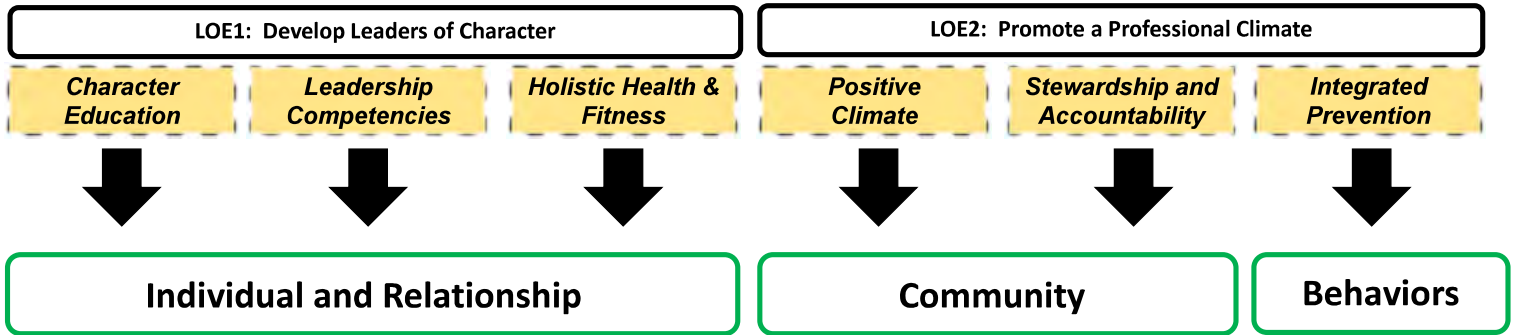 LOE1:  Develop Leaders of Character
LOE2:  Promote a Professional Climate
Character
Education
Leadership
Competencies
Holistic Health &
Fitness
Positive
Climate
Stewardship and
Accountability
Integrated
Prevention
Individual and Relationship
Community
Behaviors